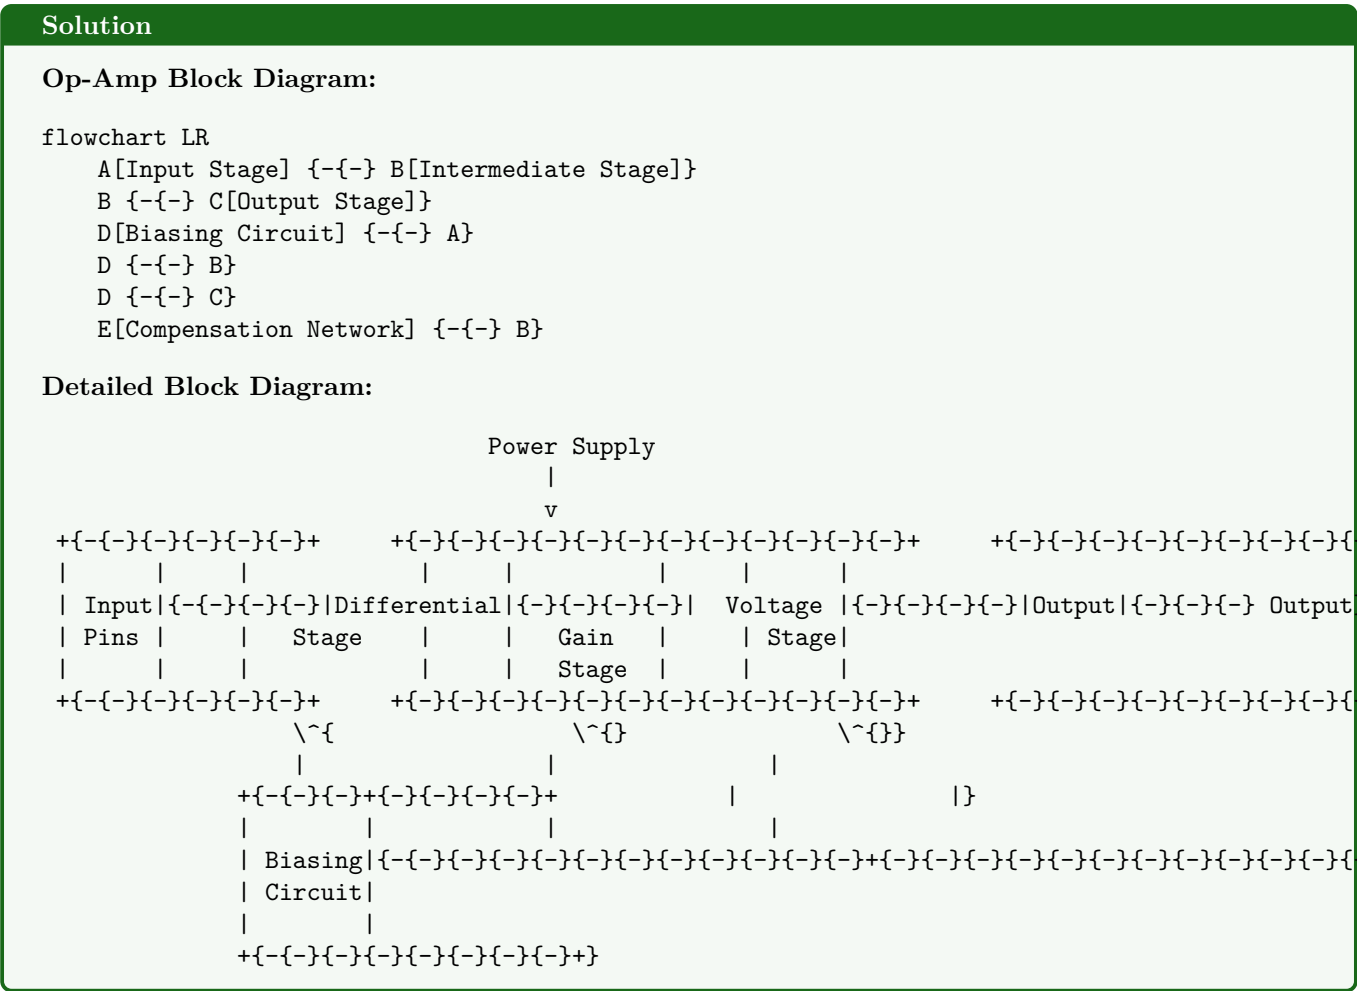 Solution
Op-Amp Block Diagram:
flowchart LR
    A[Input Stage] {-{-} B[Intermediate Stage]}
    B {-{-} C[Output Stage]}
    D[Biasing Circuit] {-{-} A}
    D {-{-} B}
    D {-{-} C}
    E[Compensation Network] {-{-} B}
Detailed Block Diagram:
                                Power Supply
                                    |
                                    v
 +{-{-}{-}{-}{-}{-}+     +{-}{-}{-}{-}{-}{-}{-}{-}{-}{-}{-}{-}+     +{-}{-}{-}{-}{-}{-}{-}{-}{
 |      |     |            |     |          |     |      |
 | Input|{-{-}{-}{-}|Differential|{-}{-}{-}{-}|  Voltage |{-}{-}{-}{-}|Output|{-}{-}{-} Output
 | Pins |     |   Stage    |     |   Gain   |     | Stage|
 |      |     |            |     |   Stage  |     |      |
 +{-{-}{-}{-}{-}{-}+     +{-}{-}{-}{-}{-}{-}{-}{-}{-}{-}{-}{-}+     +{-}{-}{-}{-}{-}{-}{-}{-}{
                  \^{                 \^{}               \^{}}
                  |                 |               |
              +{-{-}{-}+{-}{-}{-}{-}+            |               |}
              |        |            |               |
              | Biasing|{-{-}{-}{-}{-}{-}{-}{-}{-}{-}{-}{-}+{-}{-}{-}{-}{-}{-}{-}{-}{-}{-}{-}{
              | Circuit|
              |        |
              +{-{-}{-}{-}{-}{-}{-}{-}+}